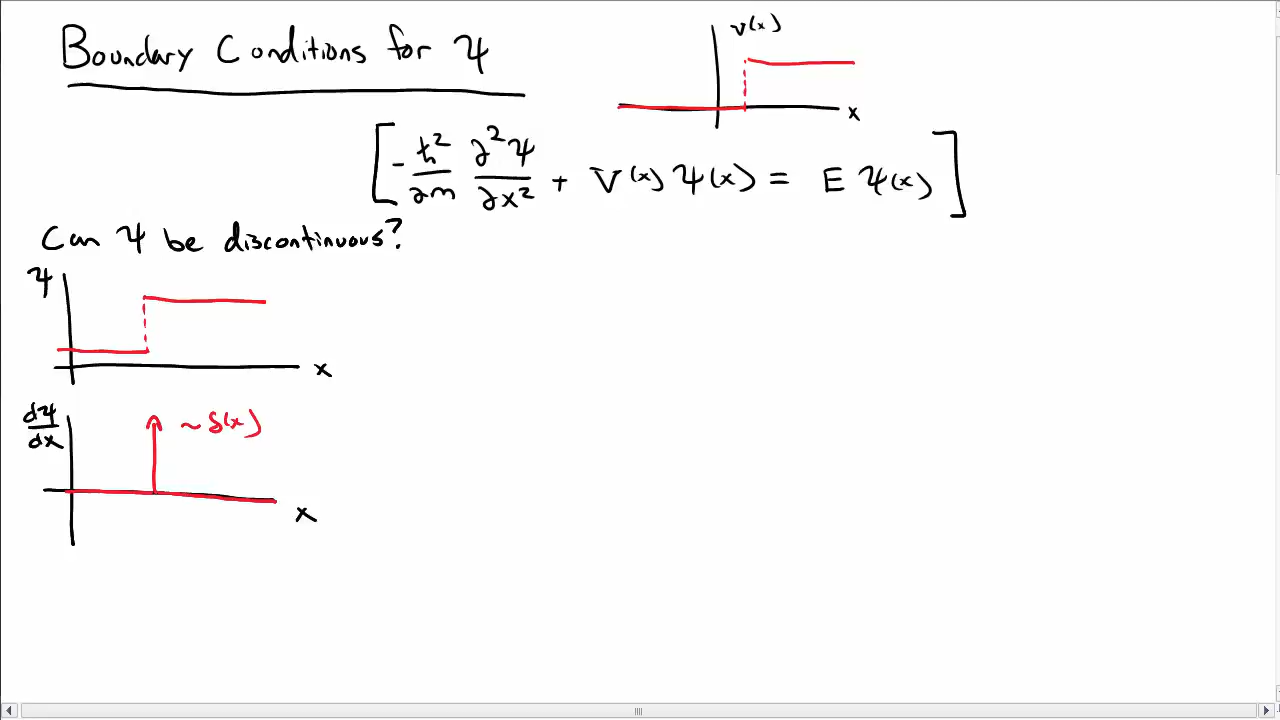 Boundary Conditions for ψ
V(x)
x
[-ħ²/2m ∂²ψ/∂x² + V(x) ψ(x) = E ψ(x)]
Can ψ be discontinuous?
ψ
x
dψ/dx
~ δ(x)
x